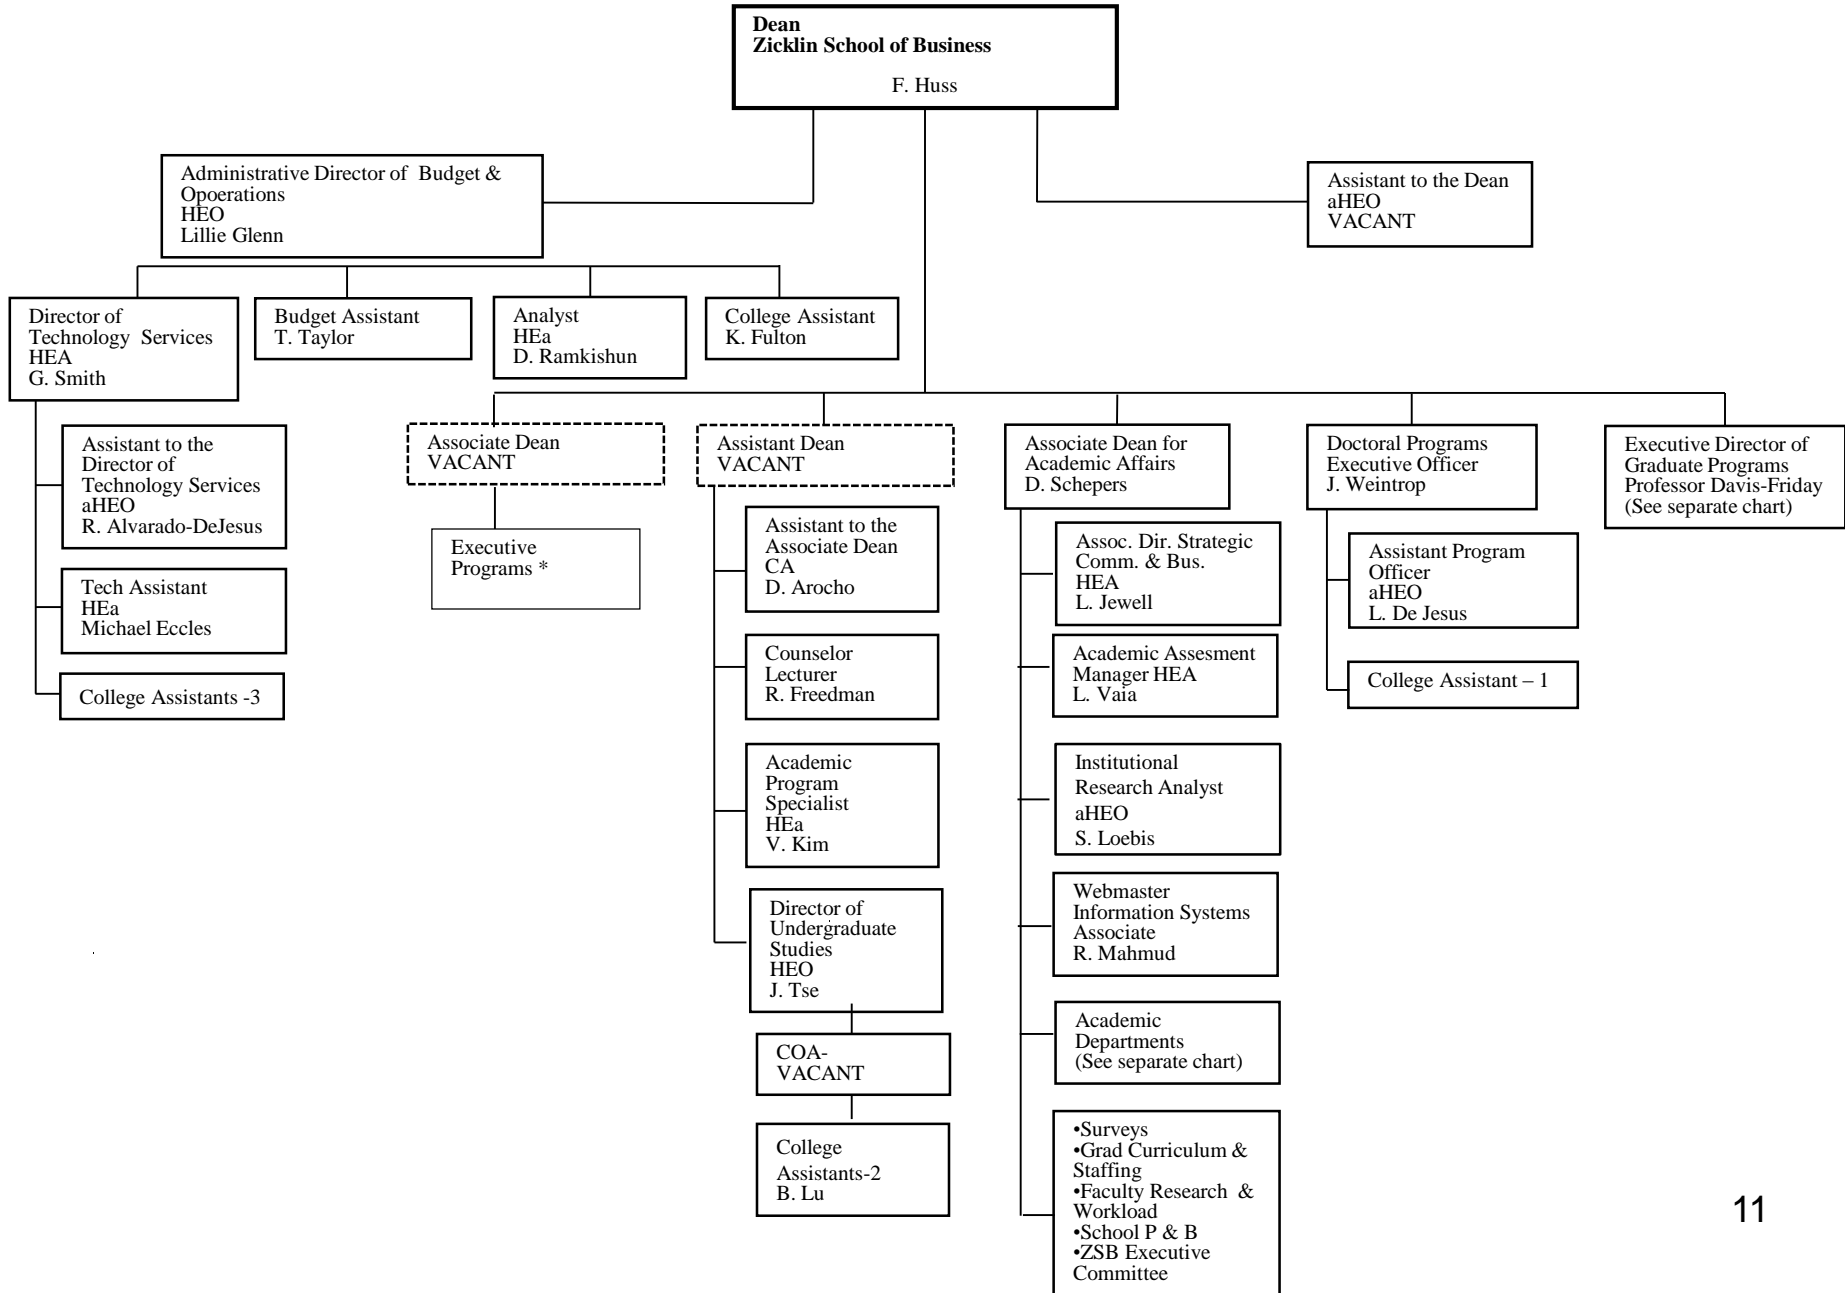 Dean
Zicklin School of Business
F. Huss
Administrative Director of Budget &
Opoerations
HEO
Lillie Glenn
Assistant to the Dean
aHEO
VACANT
Director of
Technology Services
HEA
G. Smith
Budget Assistant
T. Taylor
Analyst
HEa
D. Ramkishun
College Assistant
K. Fulton
Assistant to the
Director of
Technology Services
aHEO
R. Alvarado-DeJesus
Tech Assistant
HEa
Michael Eccles
College Assistants -3
Associate Dean
VACANT
Executive
Programs *
Assistant Dean
VACANT
Assistant to the
Associate Dean
CA
D. Arocho
Counselor
Lecturer
R. Freedman
Academic
Program
Specialist
HEa
V. Kim
Director of
Undergraduate
Studies
HEO
J. Tse
COA-
VACANT
College
Assistants-2
B. Lu
Associate Dean for
Academic Affairs
D. Schepers
Assoc. Dir. Strategic
Comm. & Bus.
HEA
L. Jewell
Academic Assesment
Manager HEA
L. Vaia
Institutional
Research Analyst
aHEO
S. Loebis
Webmaster
Information Systems
Associate
R. Mahmud
Academic
Departments
(See separate chart)
•Surveys
•Grad Curriculum &
Staffing
•Faculty Research &
Workload
•School P & B
•ZSB Executive
Committee
Doctoral Programs
Executive Officer
J. Weintrop
Assistant Program
Officer
aHEO
L. De Jesus
College Assistant – 1
Executive Director of
Graduate Programs
Professor Davis-Friday
(See separate chart)
11